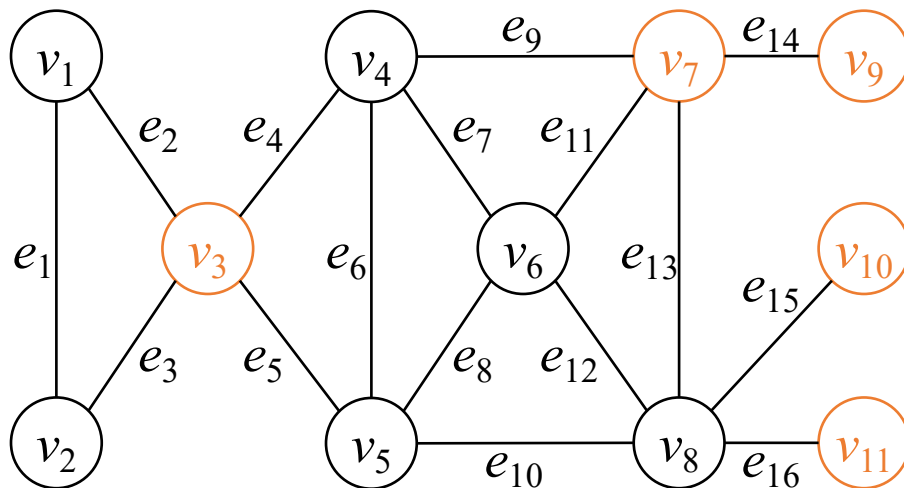 e₉ e₁₄
v₁ v₄ v₇ v₉
e₂ e₄ e₇ e₁₁
e₁ v₃ e₆ v₆ e₁₃ v₁₀
e₁₅
e₃ e₅ e₈ e₁₂
v₂ v₅ v₈ v₁₁
e₁₀ e₁₆